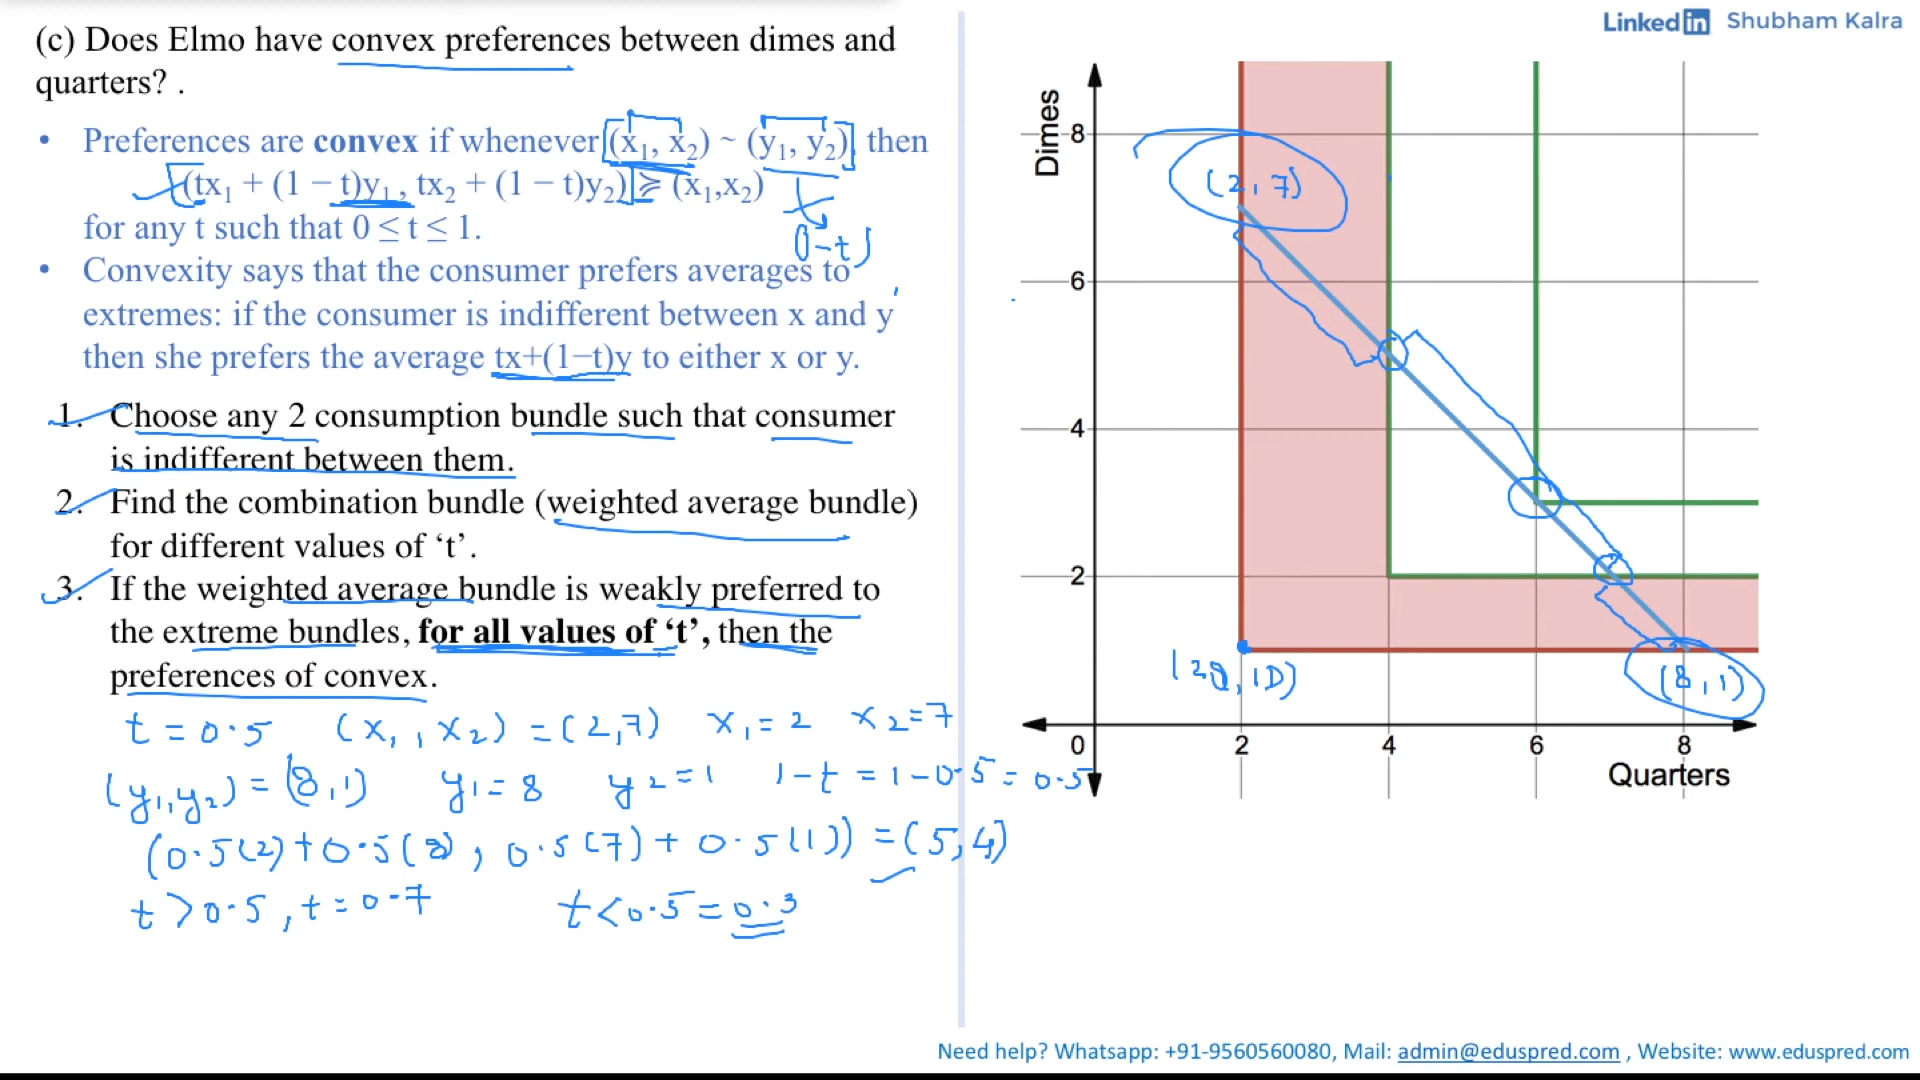 Linked in Shubham Kalra
(c) Does Elmo have convex preferences between dimes and
quarters? .
• Preferences are convex if whenever (x₁, x₂) ~ (y₁, y₂), then
(tx₁ + (1 − t)y₁ , tx₂ + (1 − t)y₂) ≽ (x₁,x₂)
for any t such that 0 ≤ t ≤ 1.
(1-t)
• Convexity says that the consumer prefers averages to
extremes: if the consumer is indifferent between x and y
then she prefers the average tx+(1−t)y to either x or y.
1. Choose any 2 consumption bundle such that consumer
is indifferent between them.
2. Find the combination bundle (weighted average bundle)
for different values of ‘t’.
3. If the weighted average bundle is weakly preferred to
the extreme bundles, for all values of ‘t’, then the
preferences of convex.
t = 0.5 (x₁, x₂) = (2,7) x₁ = 2 x₂ = 7
(y₁,y₂) = (8,1) y₁ = 8 y₂ = 1 1-t = 1-0.5 = 0.5
(0.5(2)+0.5(8), 0.5(7)+0.5(1)) = (5,4)
t > 0.5, t = 0.7 t < 0.5 = 0.3
Dimes
8
(2,7)
6
4
2
(2Q,1D)
(8,1)
0 2 4 6 8
Quarters
Need help? Whatsapp: +91-9560560080, Mail: admin@eduspred.com , Website: www.eduspred.com